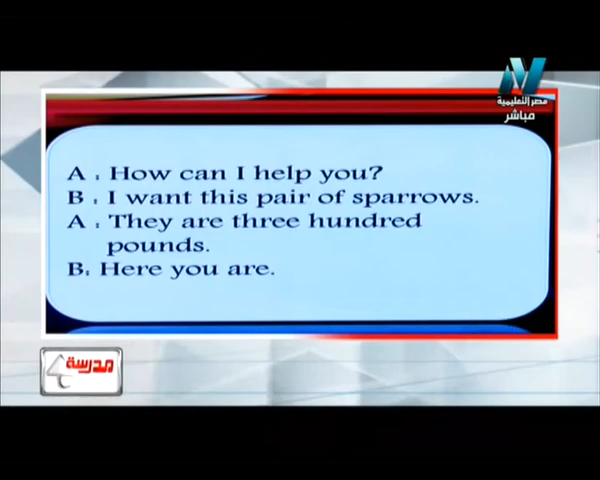 مصر التعليمية
مباشر
A : How can I help you?
B : I want this pair of sparrows.
A : They are three hundred
pounds.
B: Here you are.
مدرسة